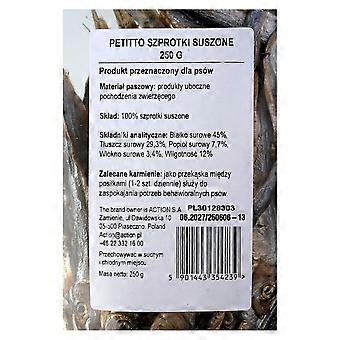 PETITTO SZPROTKI SUSZONE
250 G
Produkt przeznaczony dla psów
Materiał paszowy: produkty uboczne
pochodzenia zwierzęcego
Skład: 100% szprotki suszone
Składniki analityczne: Białko surowe 45%,
Tłuszcz surowy 29,3%, Popiół surowy 7,7%,
Włókno surowe 3,4%, Wilgotność 12%
Zalecane karmienie: jako przekąska między
posiłkami (1-2 szt. dziennie) służy do
zaspokajania potrzeb behawioralnych psów
The brand owner is ACTION S.A.
Zamienie, ul Dawidowska 10
05-500 Piaseczno. Poland
Action@action.pl
+48 22 332 16 00
Przechowywać w suchym
i chłodnym miejscu
Masa netto: 250 g
PL30128303
06.2027/250606-13
5 901443 354239 >